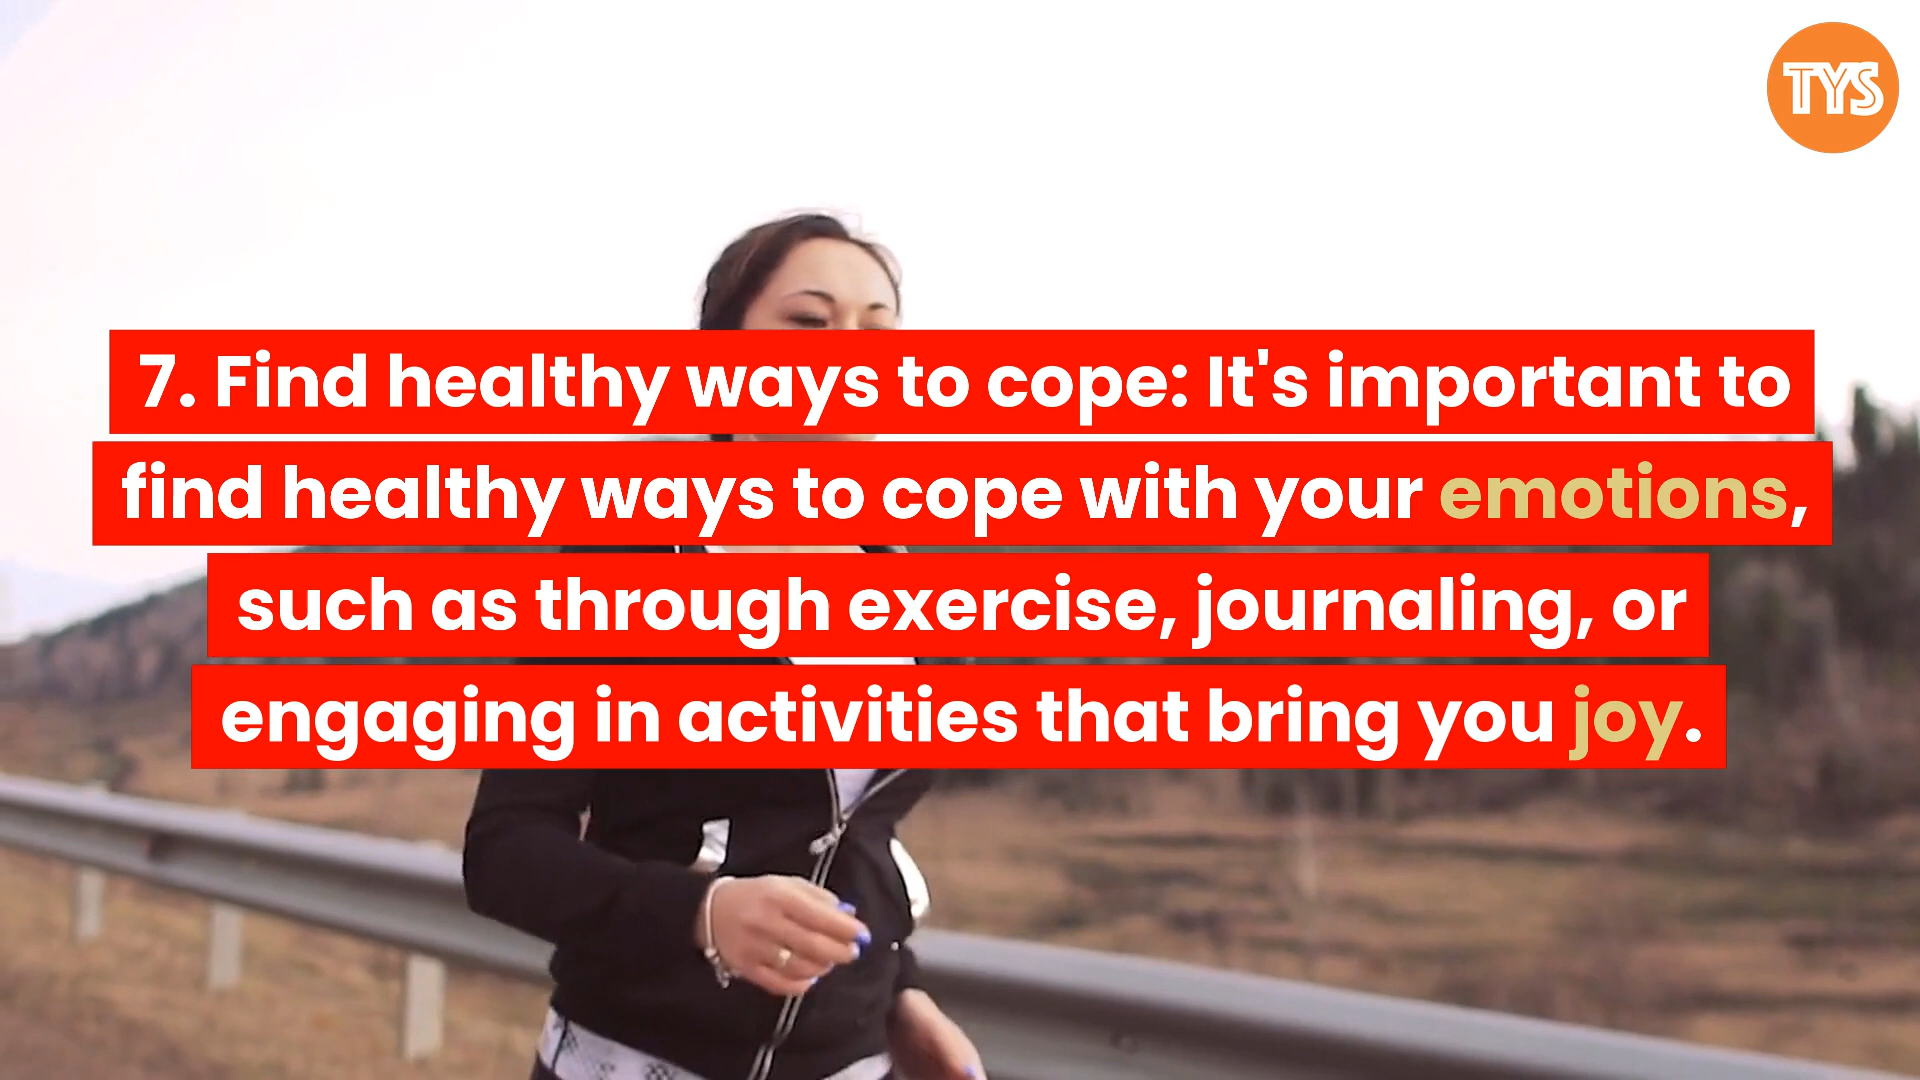 TYS
7. Find healthy ways to cope: It's important to
find healthy ways to cope with your emotions,
such as through exercise, journaling, or
engaging in activities that bring you joy.